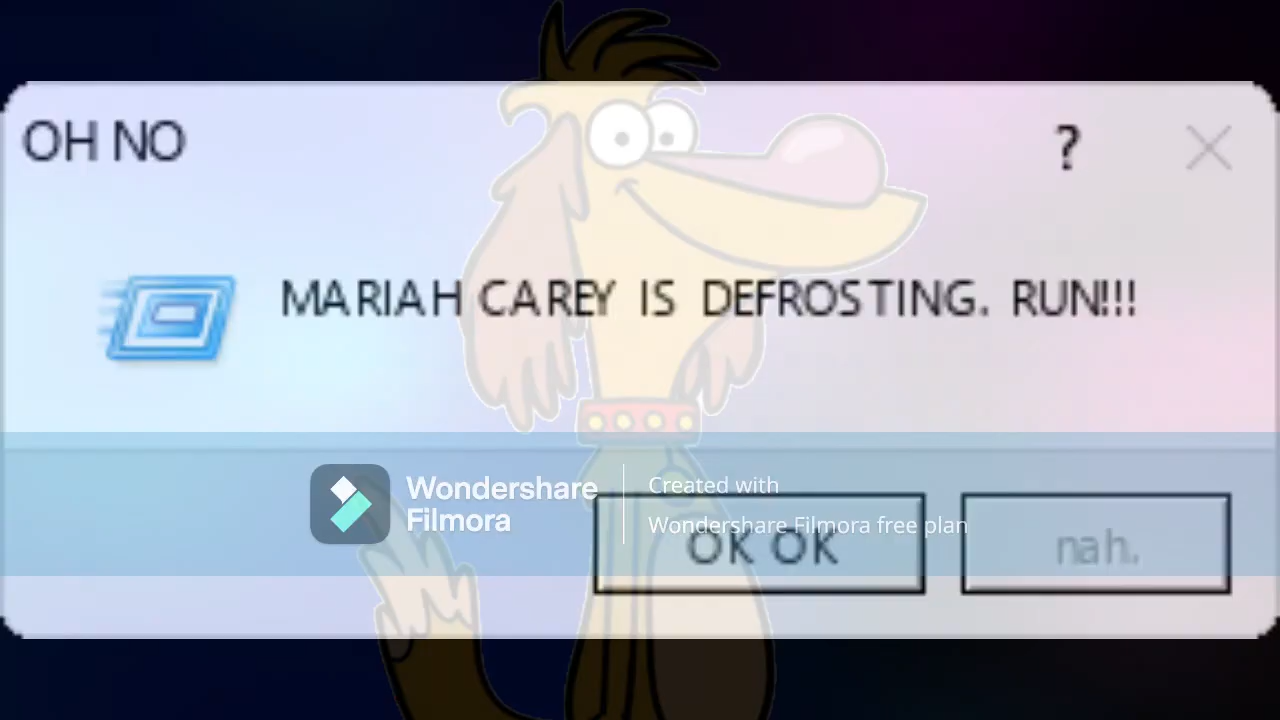 OH NO
?
MARIAH CAREY IS DEFROSTING. RUN!!!
Wondershare
Filmora
Created with
Wondershare Filmora free plan
OK OK
nah.